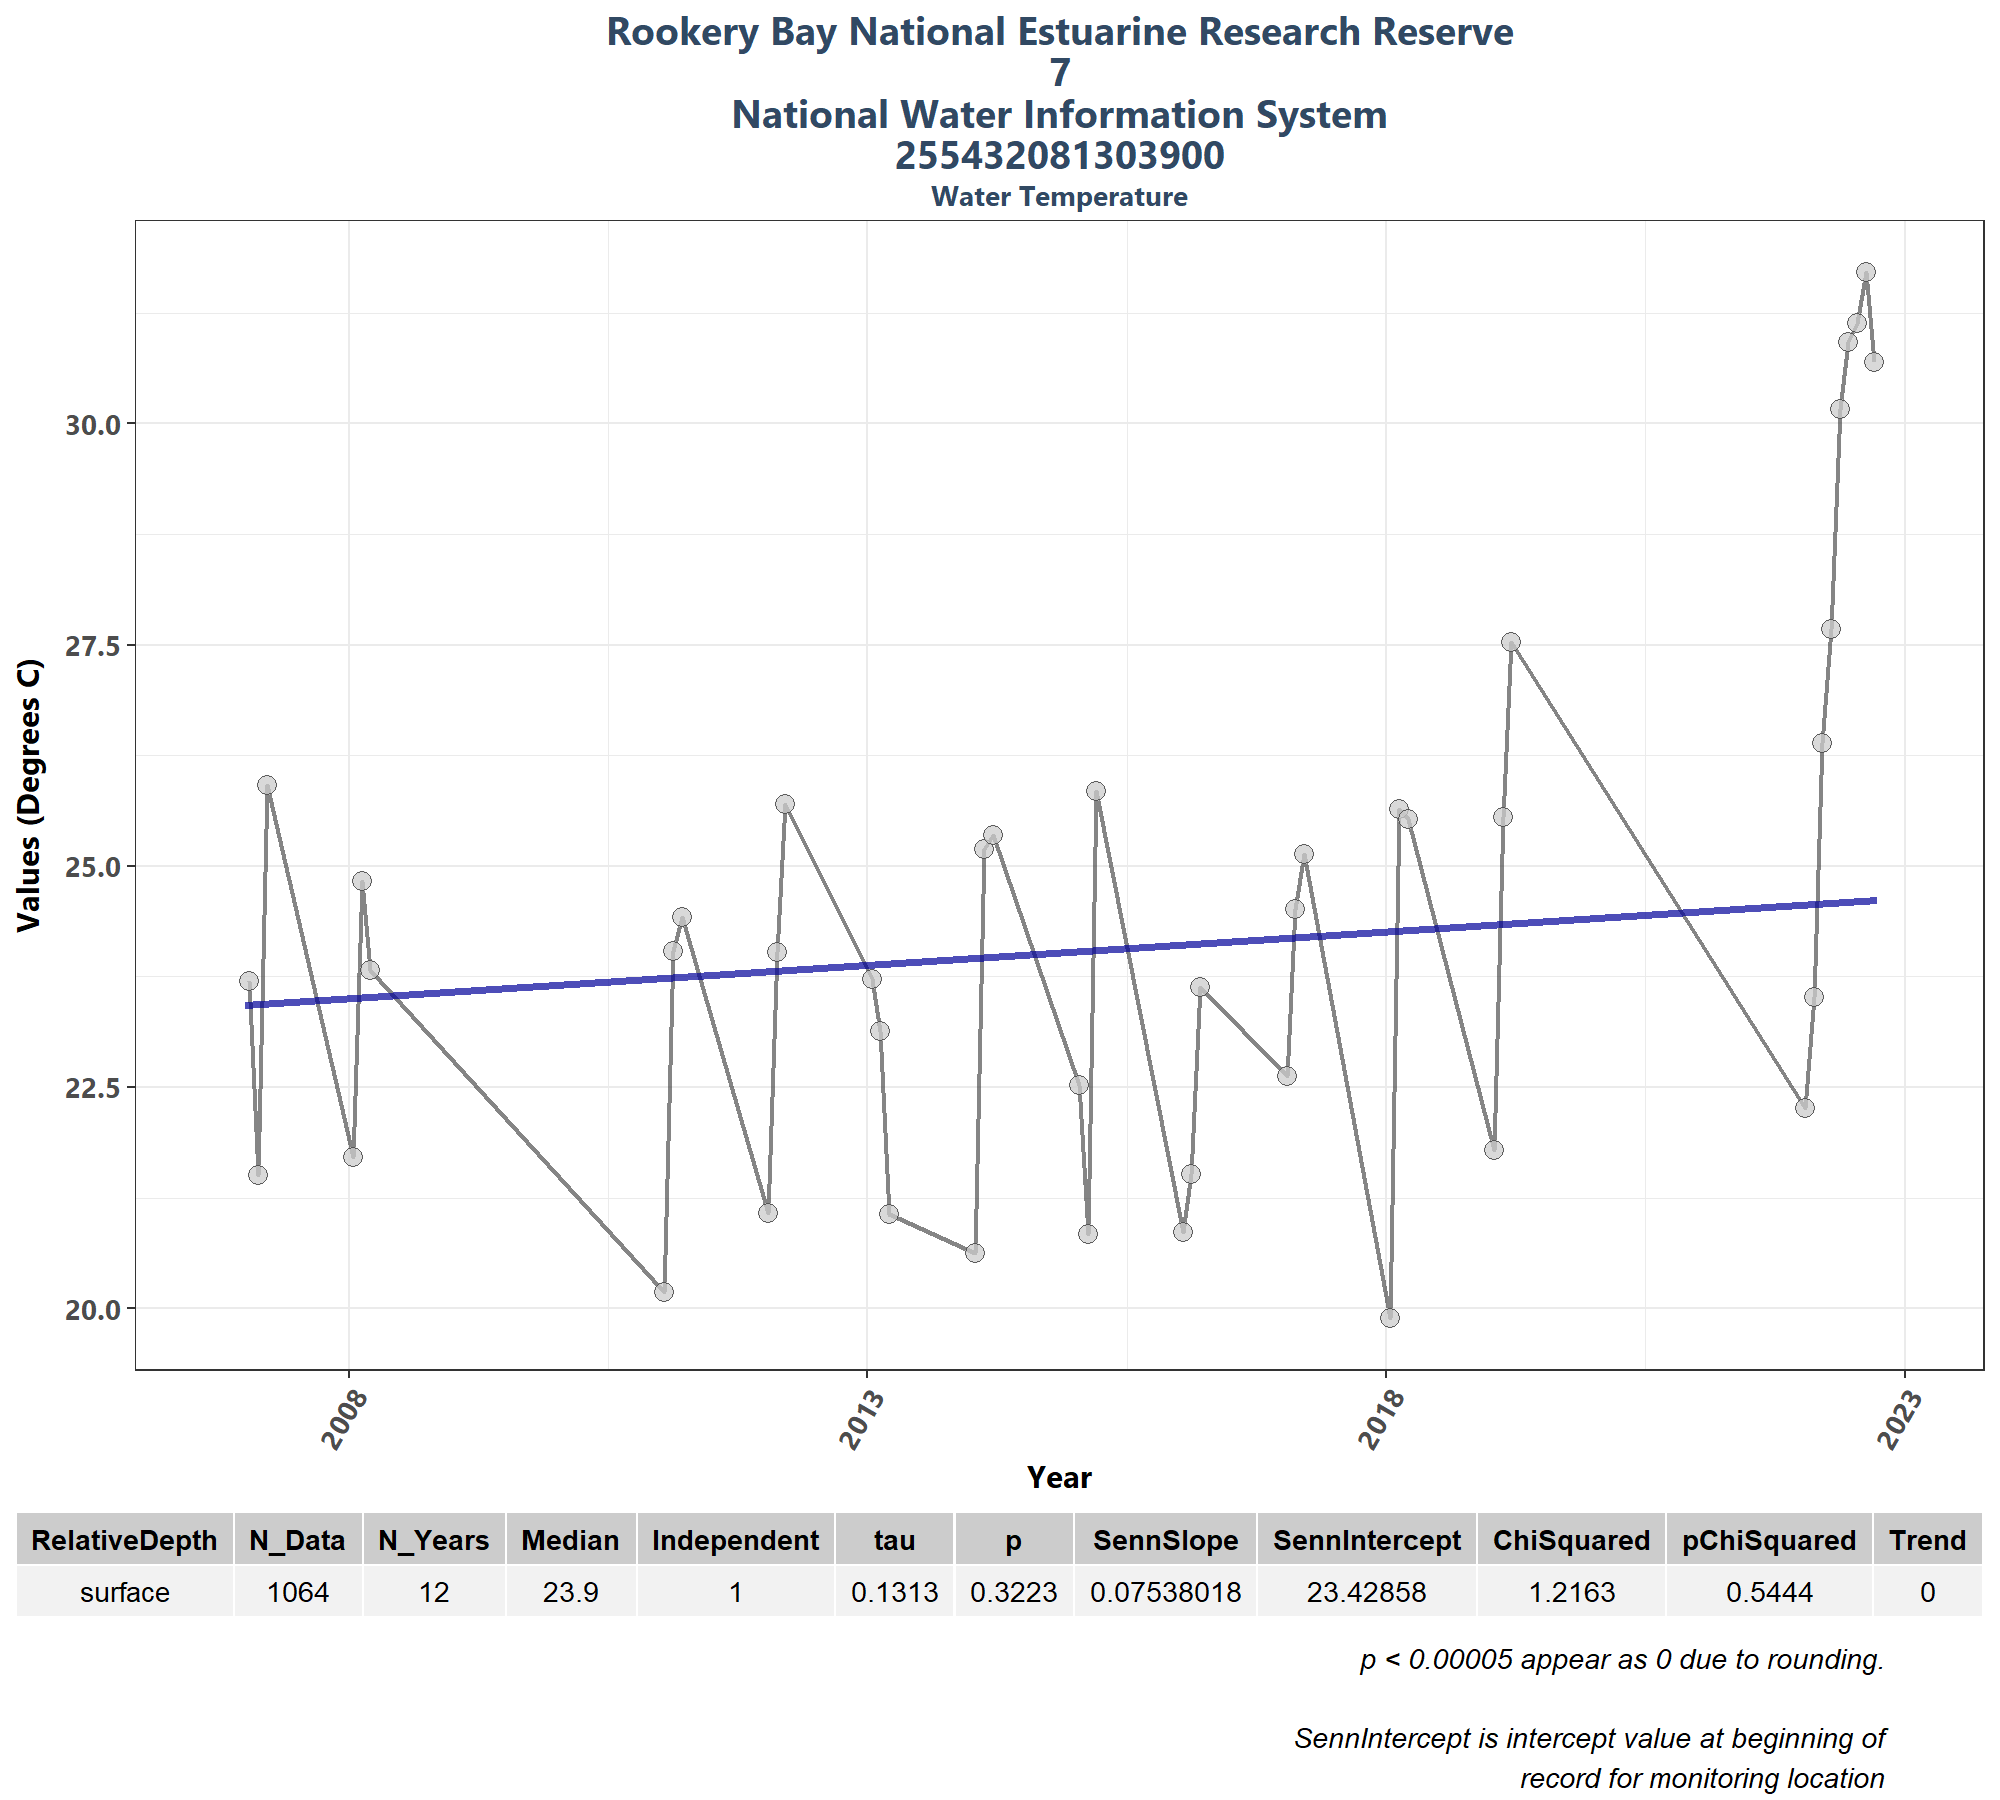 Rookery Bay National Estuarine Research Reserve
7
National Water Information System
255432081303900
Water Temperature
Values (Degrees C)
30.0
27.5
25.0
22.5
20.0
2008 2013 2018 2023
Year
RelativeDepth N_Data N_Years Median Independent tau p SennSlope SennIntercept ChiSquared pChiSquared Trend
surface 1064 12 23.9 1 0.1313 0.3223 0.07538018 23.42858 1.2163 0.5444 0
p < 0.00005 appear as 0 due to rounding.
SennIntercept is intercept value at beginning of
record for monitoring location